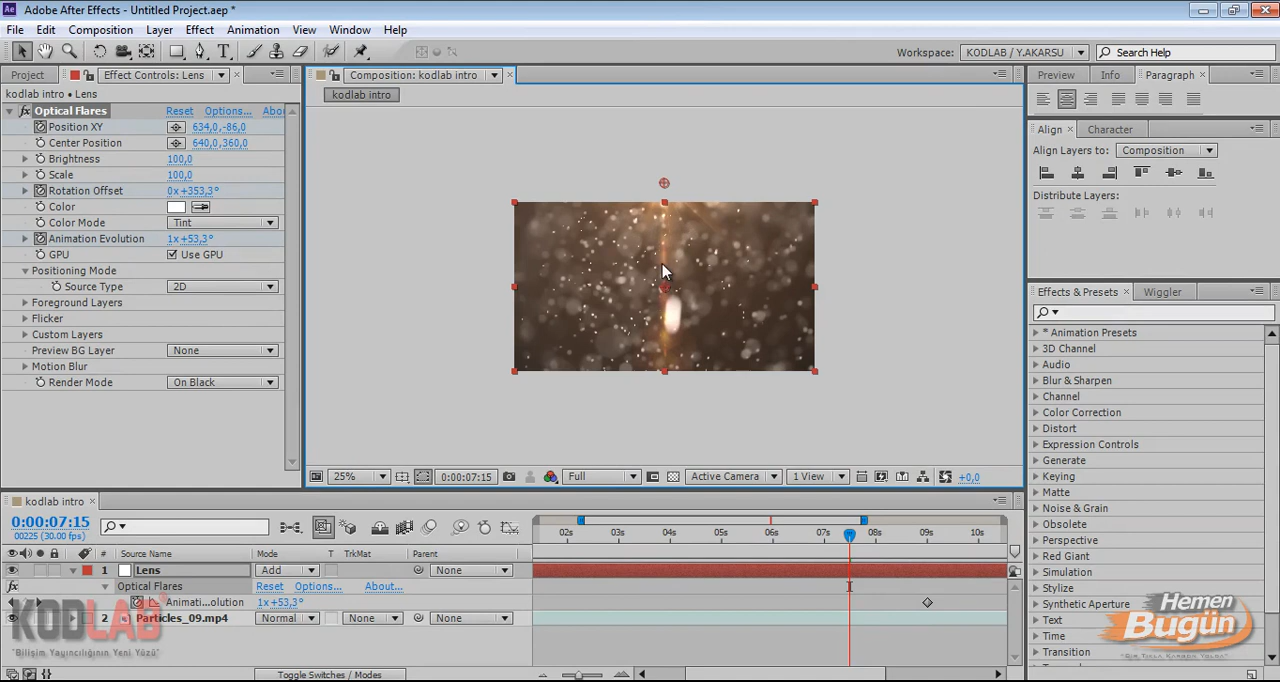 Adobe After Effects - Untitled Project.aep *
File Edit Composition Layer Effect Animation View Window Help
Workspace: KODLAB / Y.AKARSU Search Help
Project Effect Controls: Lens Composition: kodlab intro Preview Info Paragraph
kodlab intro • Lens kodlab intro
Optical Flares Reset Options... Abou
Position XY 634,0,-86,0
Center Position 640,0,360,0
Brightness 100,0
Scale 100,0
Rotation Offset 0x+353,3°
Color
Color Mode Tint
Animation Evolution 1x+53,3°
GPU Use GPU
Positioning Mode
Source Type 2D
Foreground Layers
Flicker
Custom Layers
Preview BG Layer None
Motion Blur
Render Mode On Black
Align Character
Align Layers to: Composition
Distribute Layers:
Effects & Presets Wiggler
* Animation Presets
3D Channel
Audio
Blur & Sharpen
Channel
Color Correction
Distort
Expression Controls
Generate
Keying
Matte
Noise & Grain
Obsolete
Perspective
Red Giant
Simulation
Stylize
Synthetic Aperture
Text
Time
Transition
25% 0:00:07:15 Full Active Camera 1 View +0,0
kodlab intro
0:00:07:15
00225 (30.00 fps)
02s 03s 04s 05s 06s 07s 08s 09s 10s
# Source Name Mode T TrkMat Parent
1 Lens Add None
Optical Flares Reset Options... About...
Animati...olution 1x+53,3°
2 Particles_09.mp4 Normal None None
Toggle Switches / Modes
KODLAB
"Bilişim Yayıncılığının Yeni Yüzü"
Hemen
Bugün